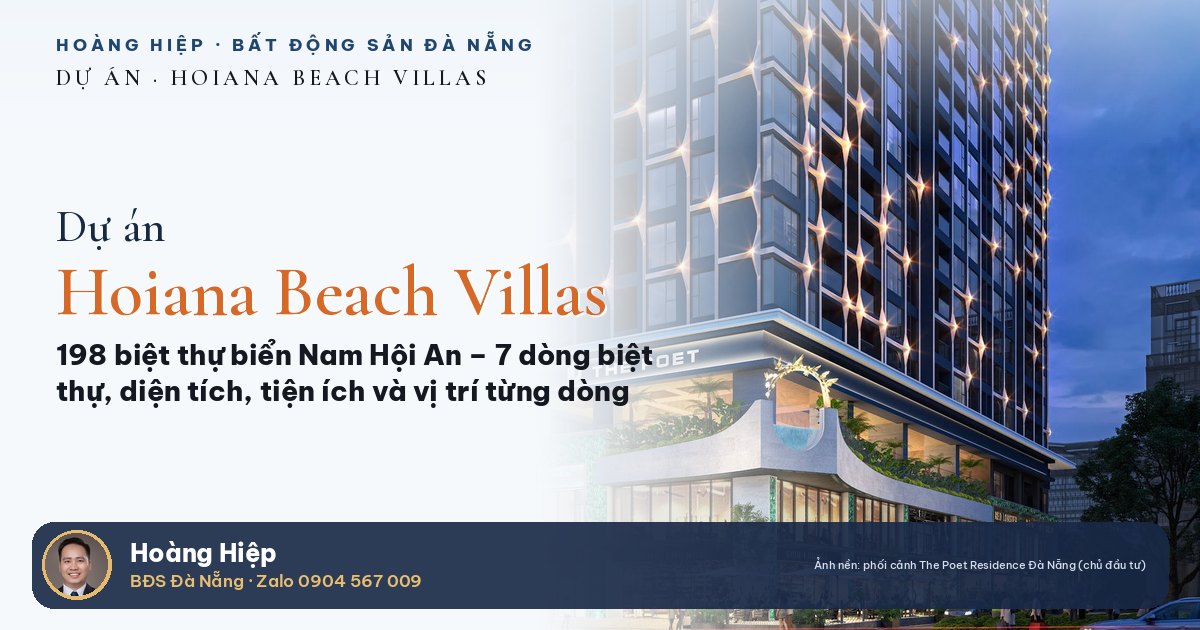 HOÀNG HIỆP · BẤT ĐỘNG SẢN ĐÀ NẴNG
DỰ ÁN · HOIANA BEACH VILLAS
Dự án
Hoiana Beach Villas
198 biệt thự biển Nam Hội An – 7 dòng biệt
thự, diện tích, tiện ích và vị trí từng dòng
THE POET
Hoàng Hiệp
BĐS Đà Nẵng · Zalo 0904 567 009
Ảnh nền: phối cảnh The Poet Residence Đà Nẵng (chủ đầu tư)